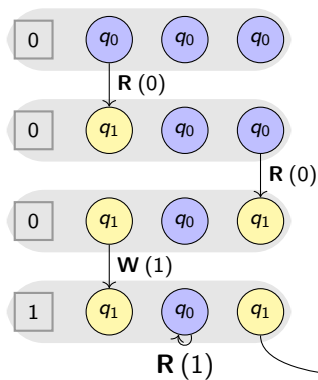 0 q₀ q₀ q₀
R (0)
0 q₁ q₀ q₀
R (0)
0 q₁ q₀ q₁
W (1)
1 q₁ q₀ q₁
R (1)